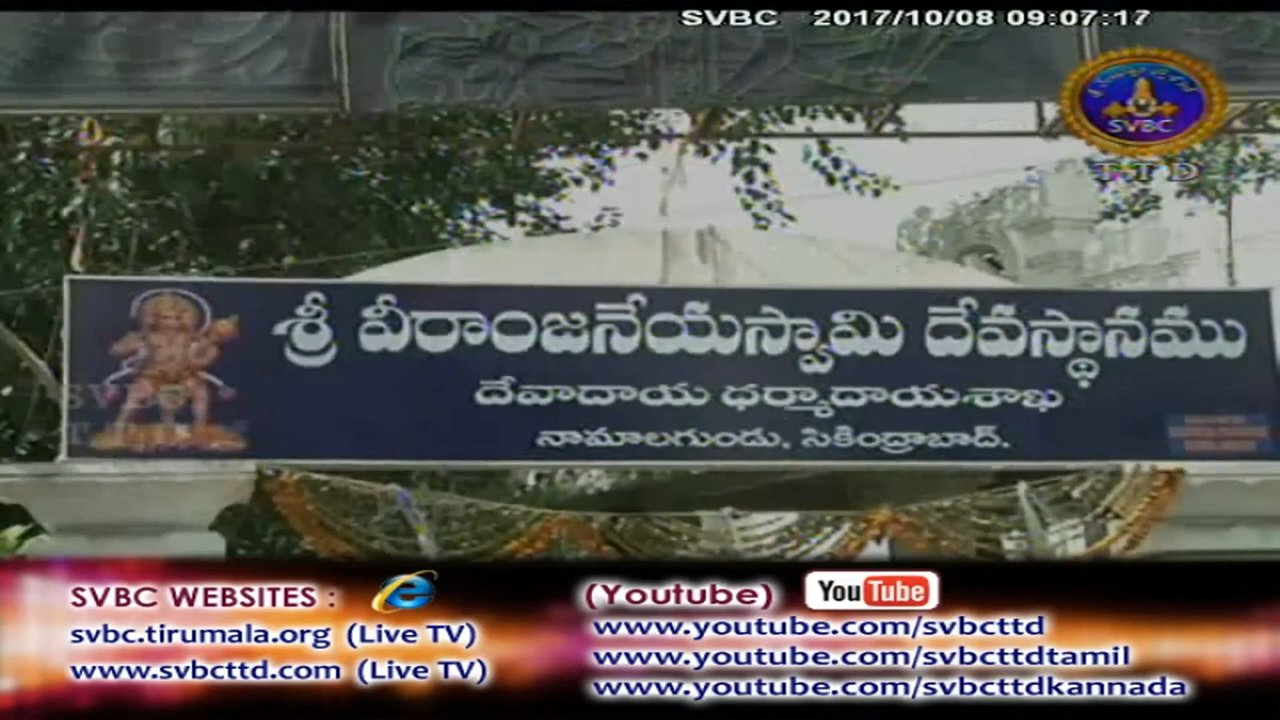 SVBC 2017/10/08 09:07:17
SVBC
TTD
శ్రీ వీరాంజనేయస్వామి దేవస్థానము
దేవాదాయ ధర్మాదాయశాఖ
నామాలగుండు, సికింద్రాబాద్.
SVBC WEBSITES :
svbc.tirumala.org (Live TV)
www.svbcttd.com (Live TV)
(Youtube) YouTube
www.youtube.com/svbcttd
www.youtube.com/svbcttdtamil
www.youtube.com/svbcttdkannada